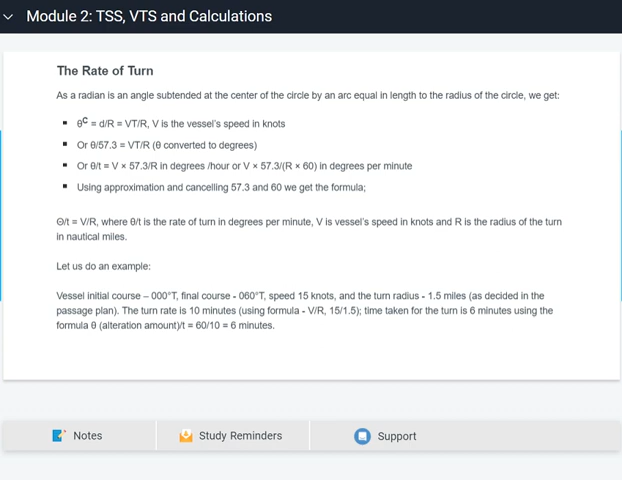 Module 2: TSS, VTS and Calculations
The Rate of Turn
As a radian is an angle subtended at the center of the circle by an arc equal in length to the radius of the circle, we get:
▪ θᶜ = d/R = VT/R, V is the vessel's speed in knots
▪ Or θ/57.3 = VT/R (θ converted to degrees)
▪ Or θ/t = V × 57.3/R in degrees /hour or V × 57.3/(R × 60) in degrees per minute
▪ Using approximation and cancelling 57.3 and 60 we get the formula;
Θ/t = V/R, where θ/t is the rate of turn in degrees per minute, V is vessel's speed in knots and R is the radius of the turn
in nautical miles.
Let us do an example:
Vessel initial course – 000°T, final course - 060°T, speed 15 knots, and the turn radius - 1.5 miles (as decided in the
passage plan). The turn rate is 10 minutes (using formula - V/R, 15/1.5); time taken for the turn is 6 minutes using the
formula θ (alteration amount)/t = 60/10 = 6 minutes.
Notes
Study Reminders
Support